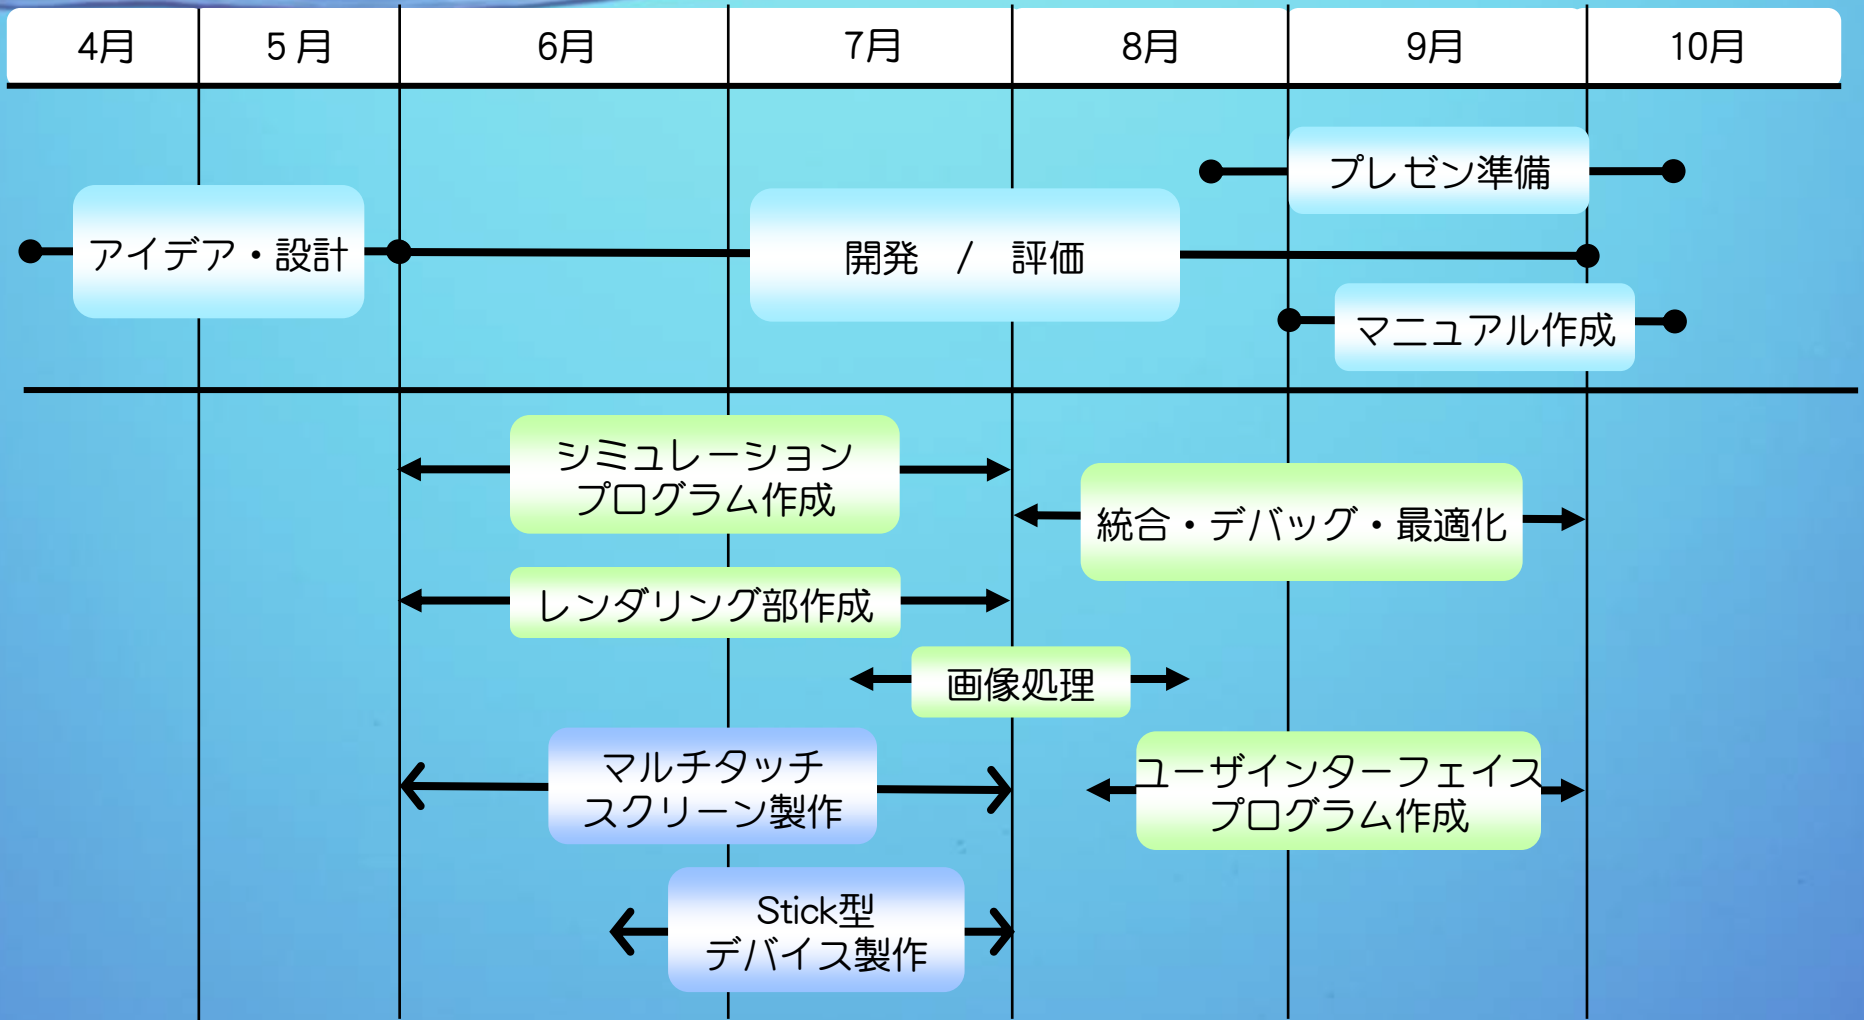 4月
5月
6月
7月
8月
9月
10月
プレゼン準備
アイデア・設計
開発 / 評価
マニュアル作成
シミュレーション
プログラム作成
統合・デバッグ・最適化
レンダリング部作成
画像処理
マルチタッチ
スクリーン製作
ユーザインターフェイス
プログラム作成
Stick型
デバイス製作